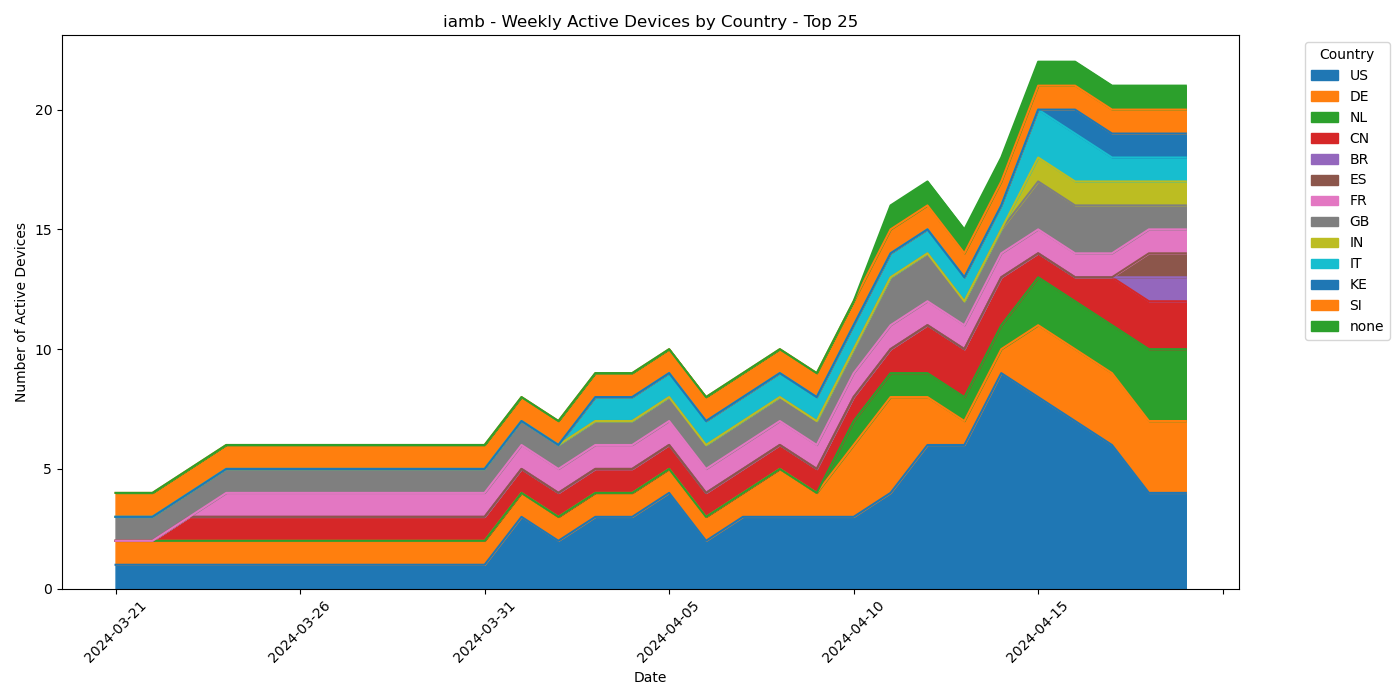 iamb - Weekly Active Devices by Country - Top 25
Number of Active Devices
20
15
10
5
0
2024-03-21
2024-03-26
2024-03-31
2024-04-05
2024-04-10
2024-04-15
Date
Country
US
DE
NL
CN
BR
ES
FR
GB
IN
IT
KE
SI
none